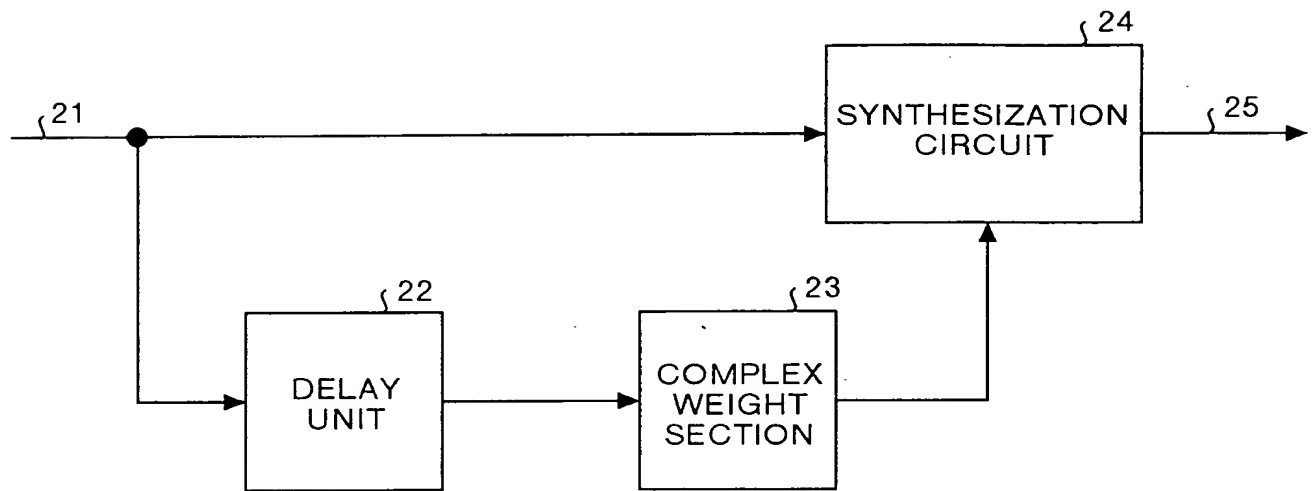 24
21
SYNTHESIZATION
CIRCUIT
25
22
23
DELAY
UNIT
COMPLEX
WEIGHT
SECTION